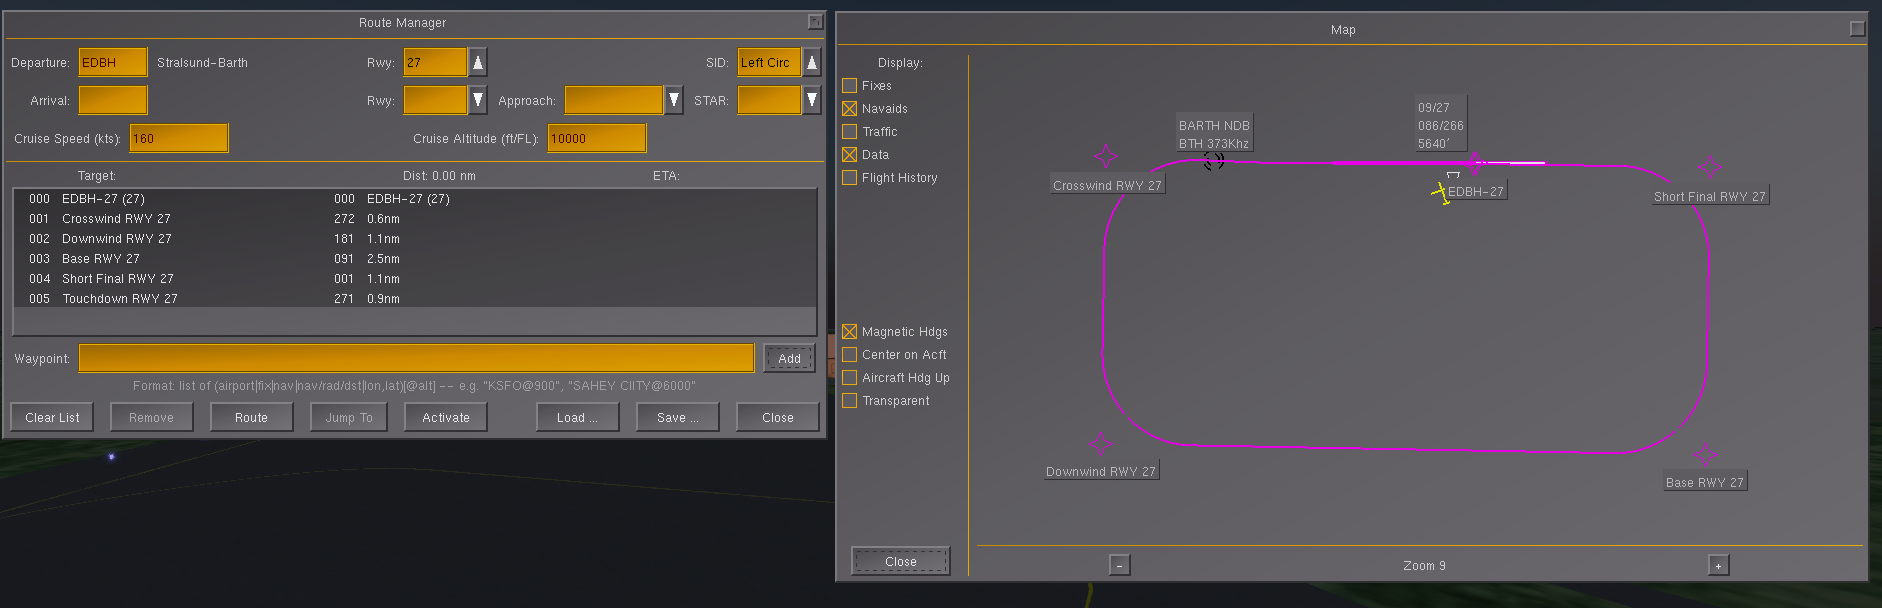 Route Manager
Departure: EDBH Stralsund-Barth Rwy: 27 SID: Left Circ
Arrival: Rwy: Approach: STAR:
Cruise Speed (kts): 160 Cruise Altitude (ft/FL): 10000
Target: Dist: 0.00 nm ETA:
000 EDBH-27 (27) 000 EDBH-27 (27)
001 Crosswind RWY 27 272 0.6nm
002 Downwind RWY 27 181 1.1nm
003 Base RWY 27 091 2.5nm
004 Short Final RWY 27 001 1.1nm
005 Touchdown RWY 27 271 0.9nm
Waypoint: Add
Format: list of (airport|fix|nav|nav/rad/dst|lon,lat)[@alt] -- e.g. "KSFO@900", "SAHEY CIITY@6000"
Clear List Remove Route Jump To Activate Load ... Save ... Close
Map
Display:
Fixes
Navaids
Traffic
Data
Flight History
Magnetic Hdgs
Center on Acft
Aircraft Hdg Up
Transparent
Close
09/27
086/266
5640'
BARTH NDB
BTH 373Khz
Crosswind RWY 27
EDBH-27
Short Final RWY 27
Downwind RWY 27
Base RWY 27
- Zoom 9 +